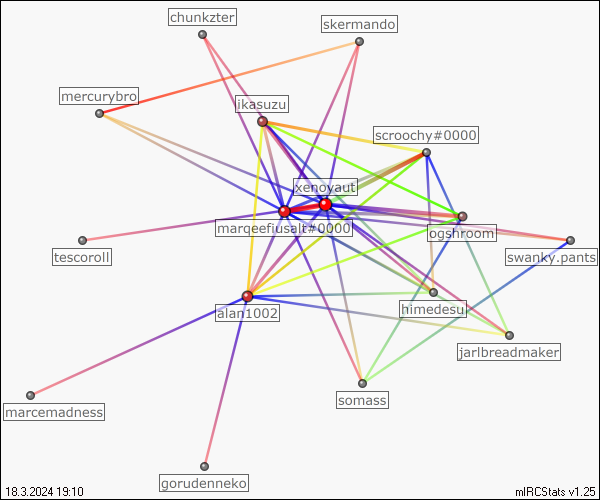 chunkzter
skermando
mercurybro
jkasuzu
scroochy#0000
xenoyaut
marqeefiusalt#0000
ogshroom
tescoroll
swanky.pants
himedesu
alan1002
jarlbreadmaker
somass
marcemadness
gorudenneko
18.3.2024 19:10
mIRCStats v1.25